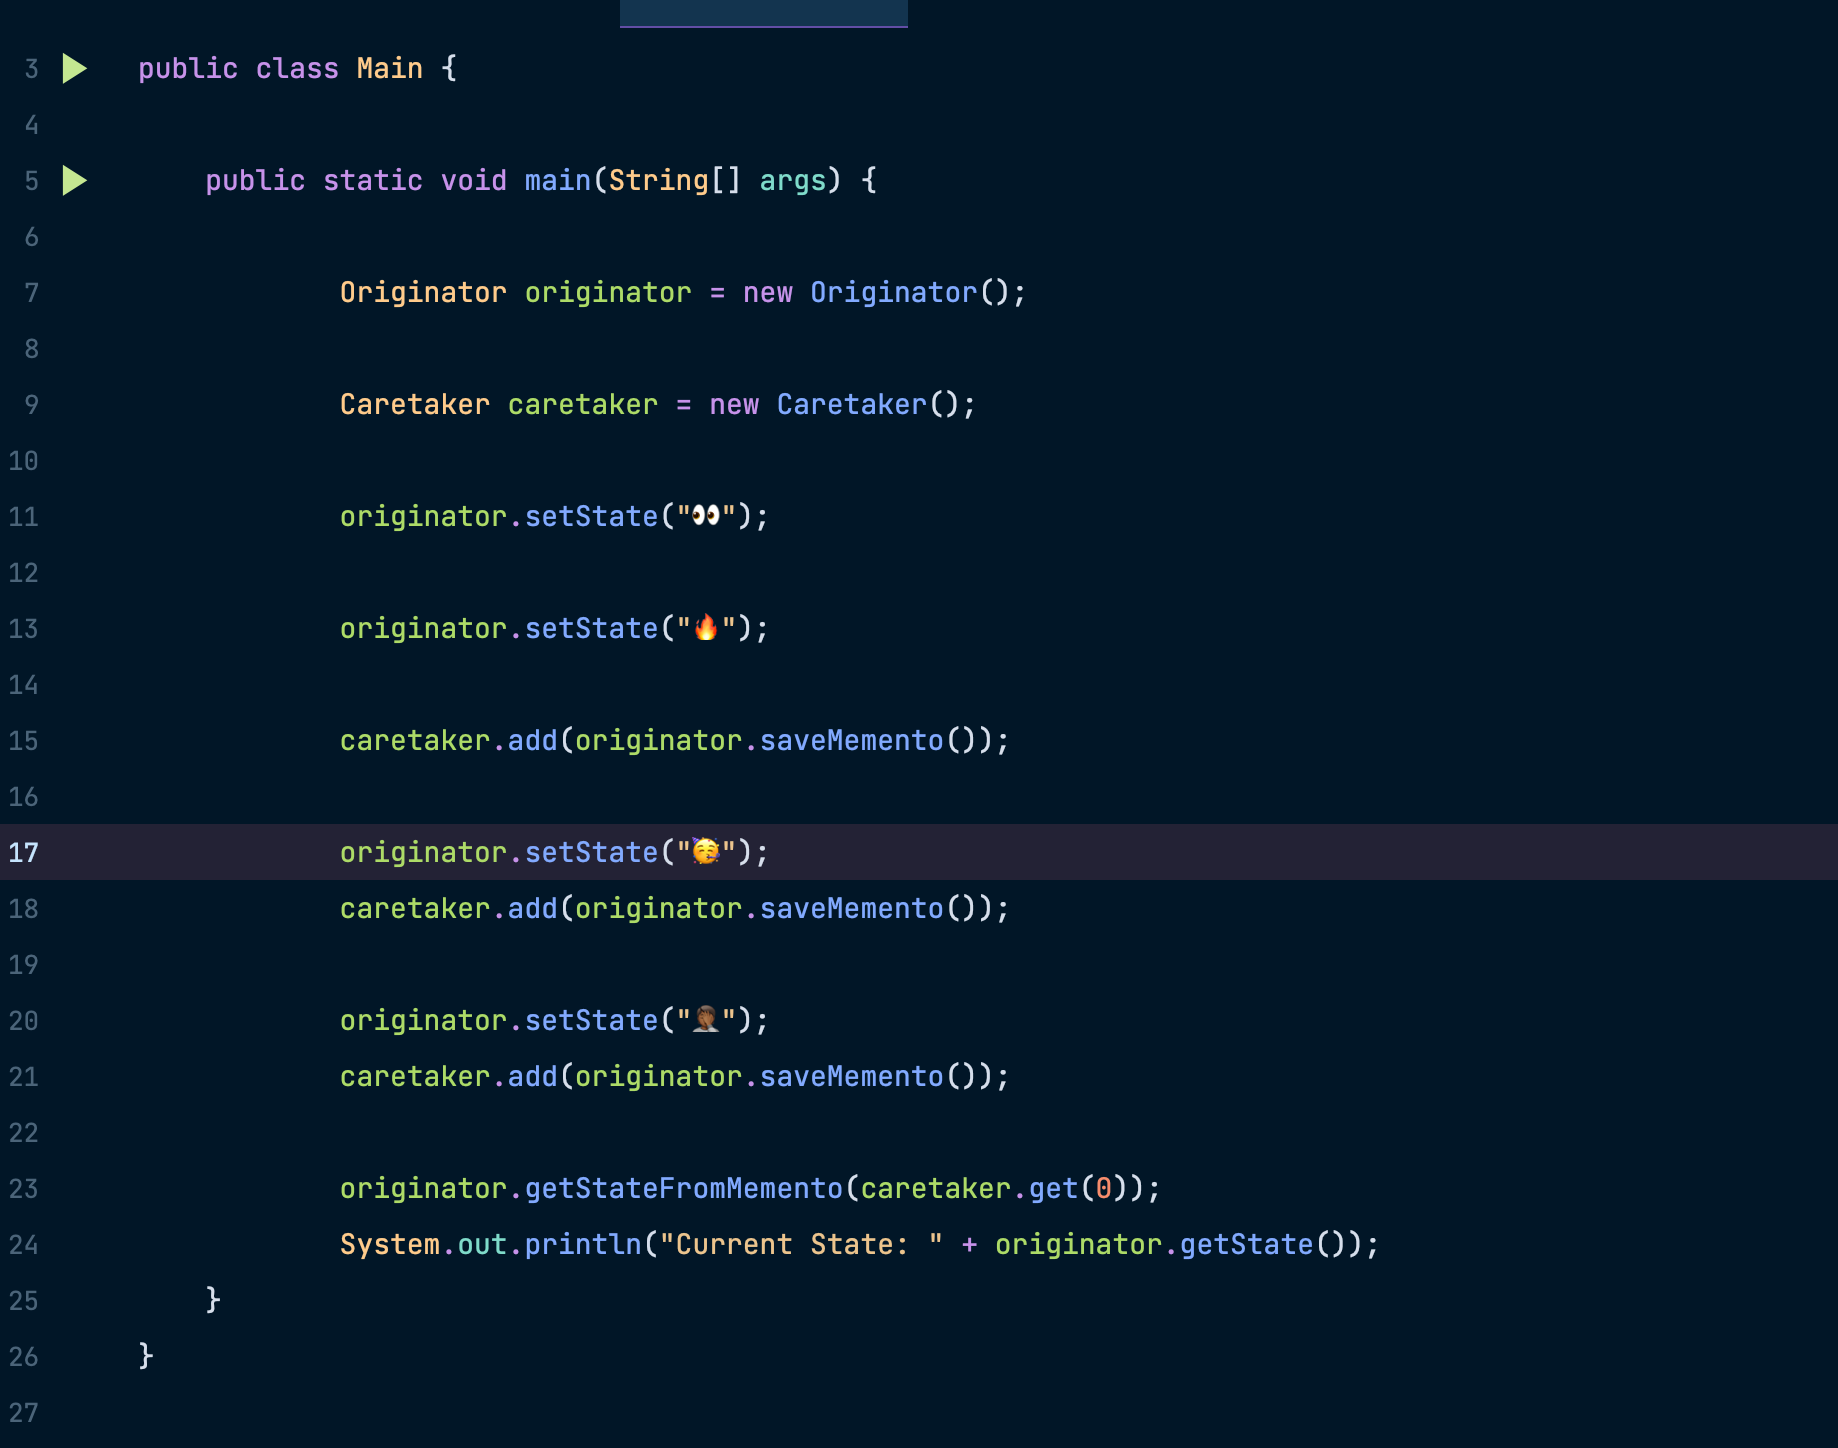 3 public class Main {
4
5 public static void main(String[] args) {
6
7 Originator originator = new Originator();
8
9 Caretaker caretaker = new Caretaker();
10
11 originator.setState("👀");
12
13 originator.setState("🔥");
14
15 caretaker.add(originator.saveMemento());
16
17 originator.setState("🥳");
18 caretaker.add(originator.saveMemento());
19
20 originator.setState("🤦🏾");
21 caretaker.add(originator.saveMemento());
22
23 originator.getStateFromMemento(caretaker.get(0));
24 System.out.println("Current State: " + originator.getState());
25 }
26 }
27